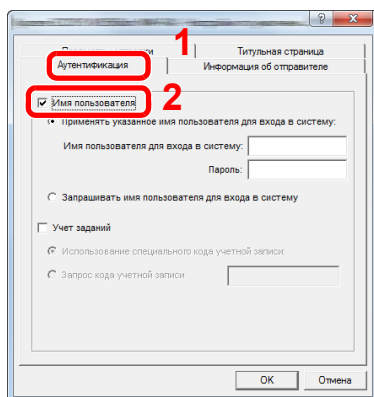 1
Титульная страница
Аутентификация
Информация об отправителе
Имя пользователя
2
Применять указанное имя пользователя для входа в систему:
Имя пользователя для входа в систему:
Пароль:
Запрашивать имя пользователя для входа в систему
Учет заданий
Использование специального кода учетной записи:
Запрос кода учетной записи
OK
Отмена